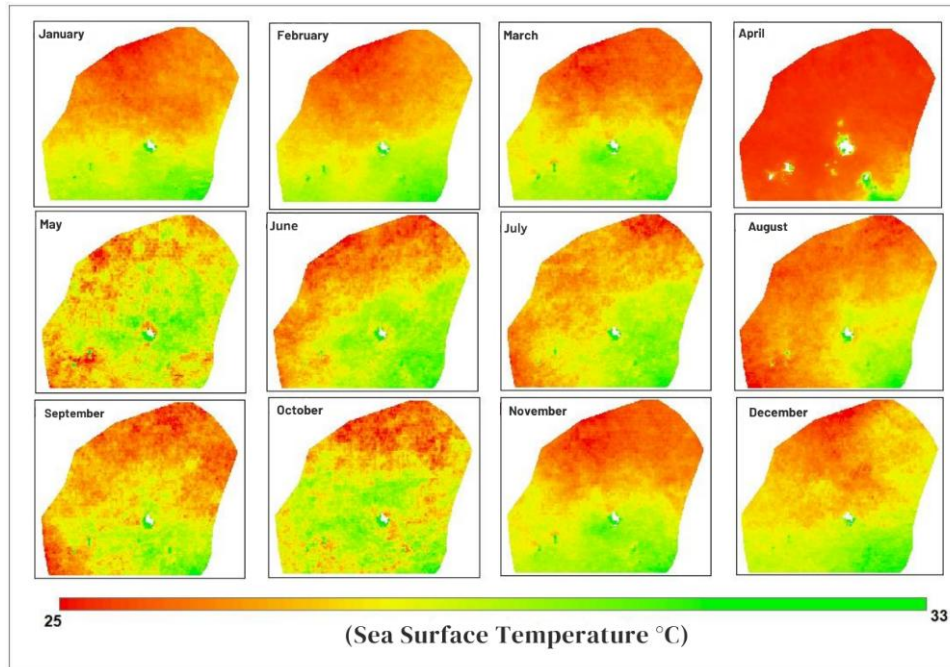 January
February
March
April
May
June
July
August
September
October
November
December
25
33
(Sea Surface Temperature °C)